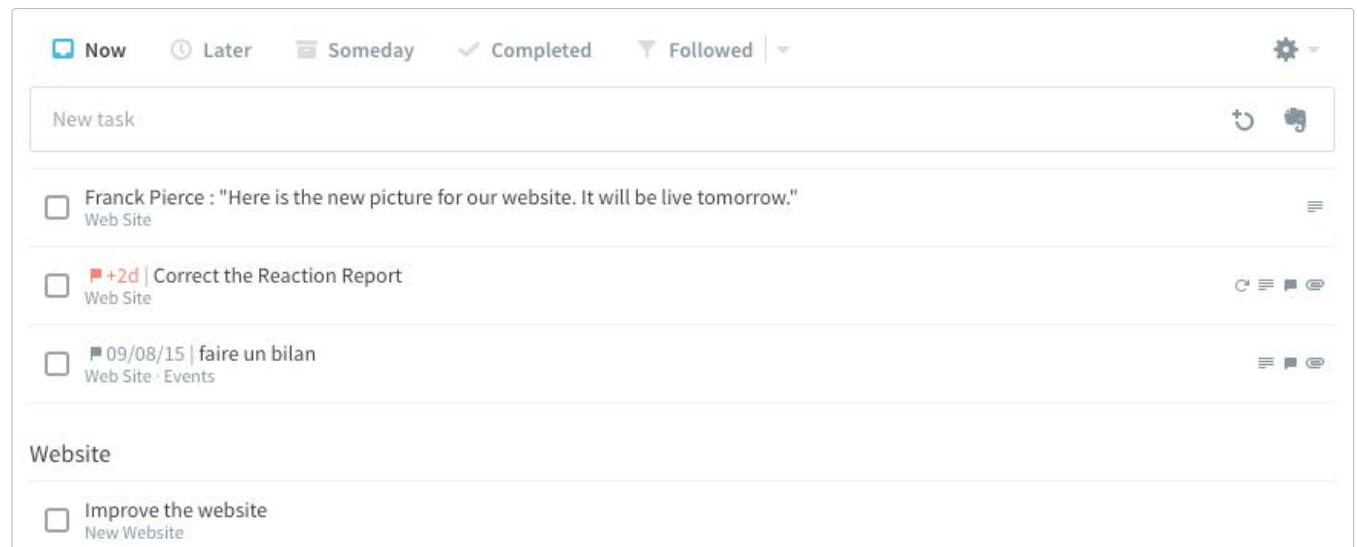 Now Later Someday Completed Followed
New task
Franck Pierce : "Here is the new picture for our website. It will be live tomorrow."
Web Site
+2d | Correct the Reaction Report
Web Site
09/08/15 | faire un bilan
Web Site · Events
Website
Improve the website
New Website